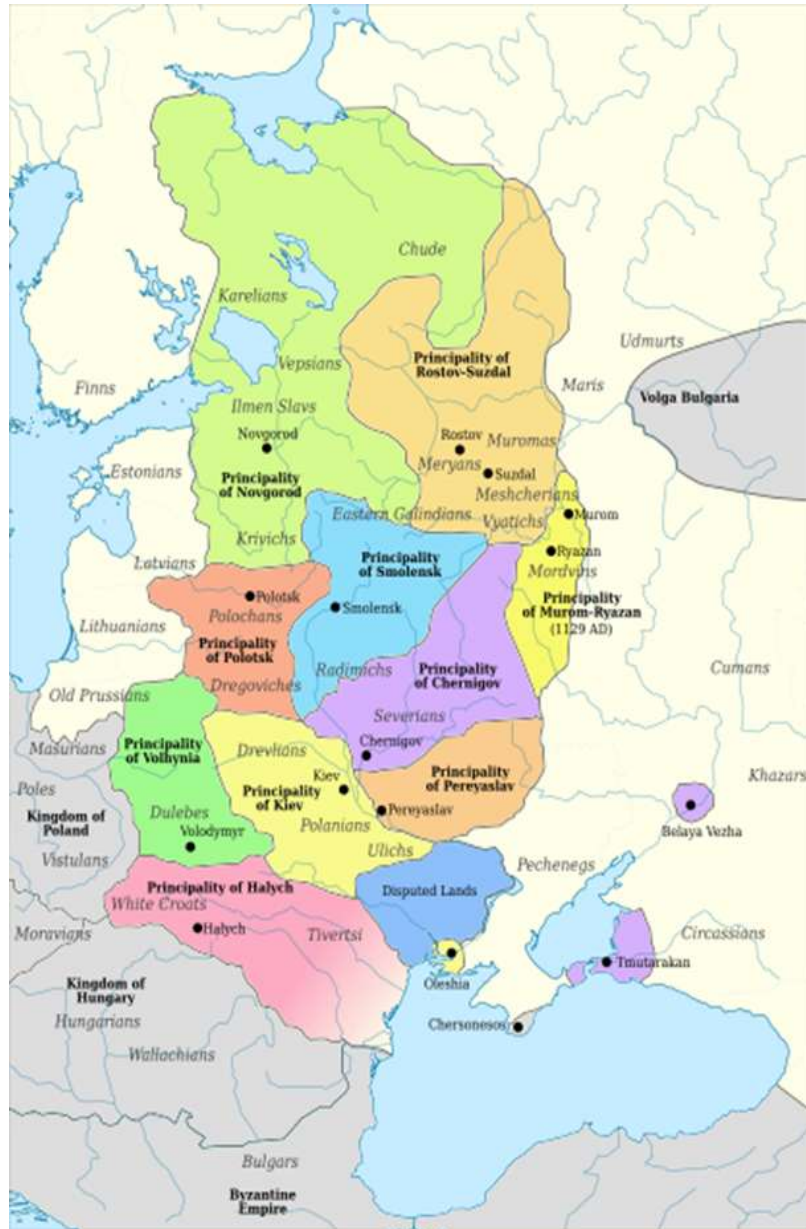 Chude
Karelians
Udmurts
Vepsians
Principality of
Rostov-Suzdal
Finns
Maris
Volga Bulgaria
Ilmen Slavs
Novgorod
Rostov
Muromas
Meryans
Suzdal
Estonians
Principality
of Novgorod
Meshcherians
Eastern Galindians
Vyatichs
Murom
Krivichs
Ryazan
Latvians
Principality
of Smolensk
Mordvins
Polotsk
Smolensk
Principality
of Murom-Ryazan
(1129 AD)
Polochans
Lithuanians
Principality
of Polotsk
Radimichs
Principality
of Chernigov
Cumans
Dregoviches
Old Prussians
Severians
Masurians
Principality
of Volhynia
Drevlians
Chernigov
Poles
Kiev
Principality
of Kiev
Principality
of Pereyaslav
Khazars
Kingdom of
Poland
Dulebes
Volodymyr
Pereyaslav
Polanians
Belaya Vezha
Vistulans
Ulichs
Pechenegs
Principality of Halych
Disputed Lands
White Croats
Halych
Tivertsi
Moravians
Circassians
Tmutarakan
Kingdom of
Hungary
Oleshia
Hungarians
Chersonesos
Wallachians
Bulgars
Byzantine
Empire